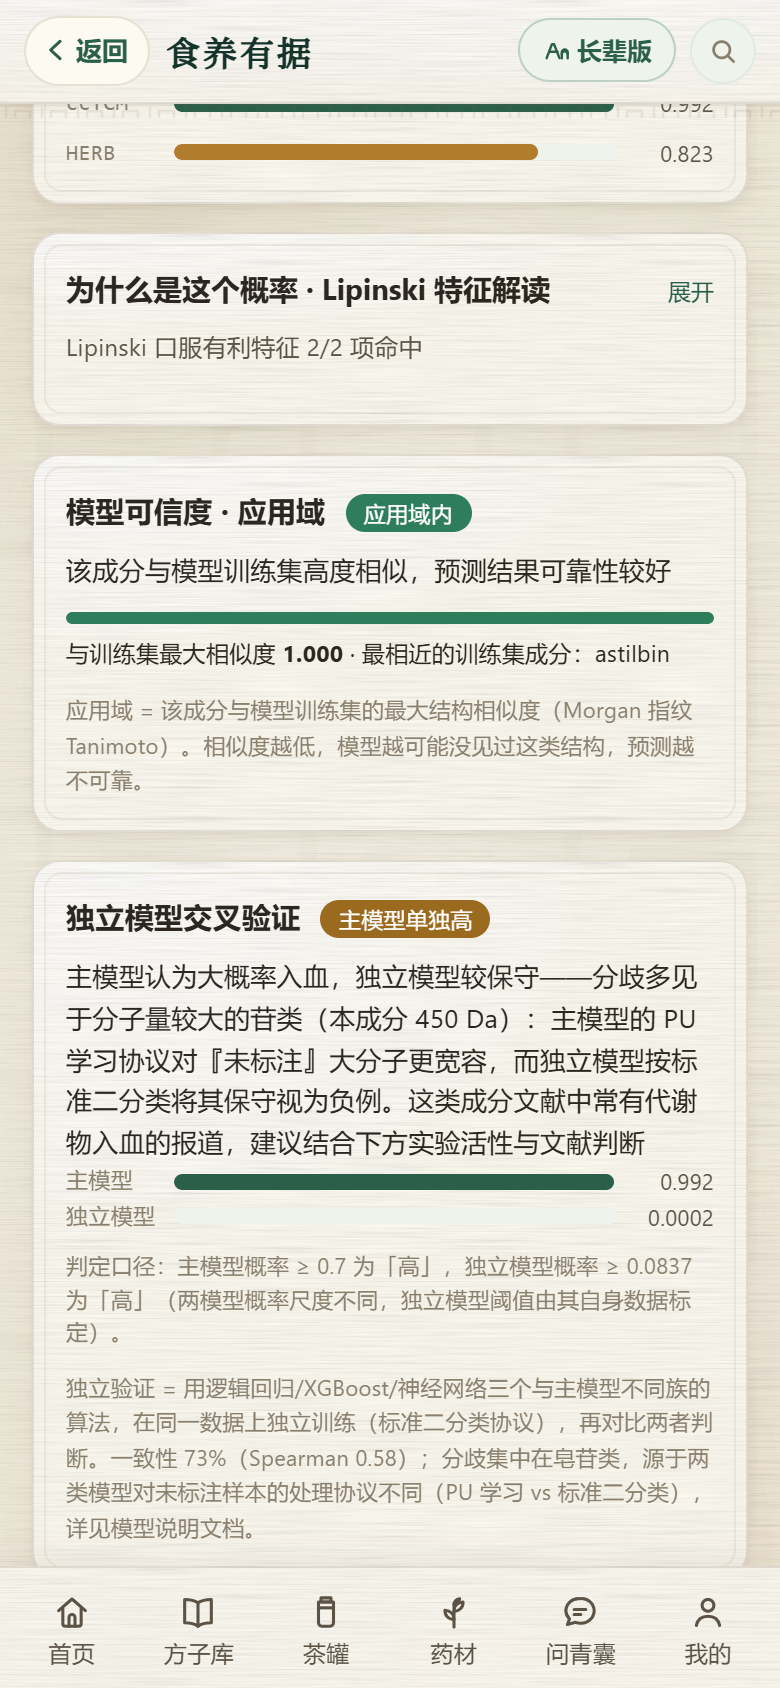 返回
食养有据
长辈版
0.992
HERB
0.823
为什么是这个概率 · Lipinski 特征解读
展开
Lipinski 口服有利特征 2/2 项命中
模型可信度 · 应用域
应用域内
该成分与模型训练集高度相似，预测结果可靠性较好
与训练集最大相似度 1.000 · 最相近的训练集成分：astilbin
应用域 = 该成分与模型训练集的最大结构相似度（Morgan 指纹
Tanimoto）。相似度越低，模型越可能没见过这类结构，预测越
不可靠。
独立模型交叉验证
主模型单独高
主模型认为大概率入血，独立模型较保守——分歧多见
于分子量较大的苷类（本成分 450 Da）：主模型的 PU
学习协议对『未标注』大分子更宽容，而独立模型按标
准二分类将其保守视为负例。这类成分文献中常有代谢
物入血的报道，建议结合下方实验活性与文献判断
主模型
0.992
独立模型
0.0002
判定口径：主模型概率 ≥ 0.7 为「高」，独立模型概率 ≥ 0.0837
为「高」（两模型概率尺度不同，独立模型阈值由其自身数据标
定）。
独立验证 = 用逻辑回归/XGBoost/神经网络三个与主模型不同族的
算法，在同一数据上独立训练（标准二分类协议），再对比两者判
断。一致性 73%（Spearman 0.58）；分歧集中在皂苷类，源于两
类模型对未标注样本的处理协议不同（PU 学习 vs 标准二分类），
详见模型说明文档。
首页
方子库
茶罐
药材
问青囊
我的